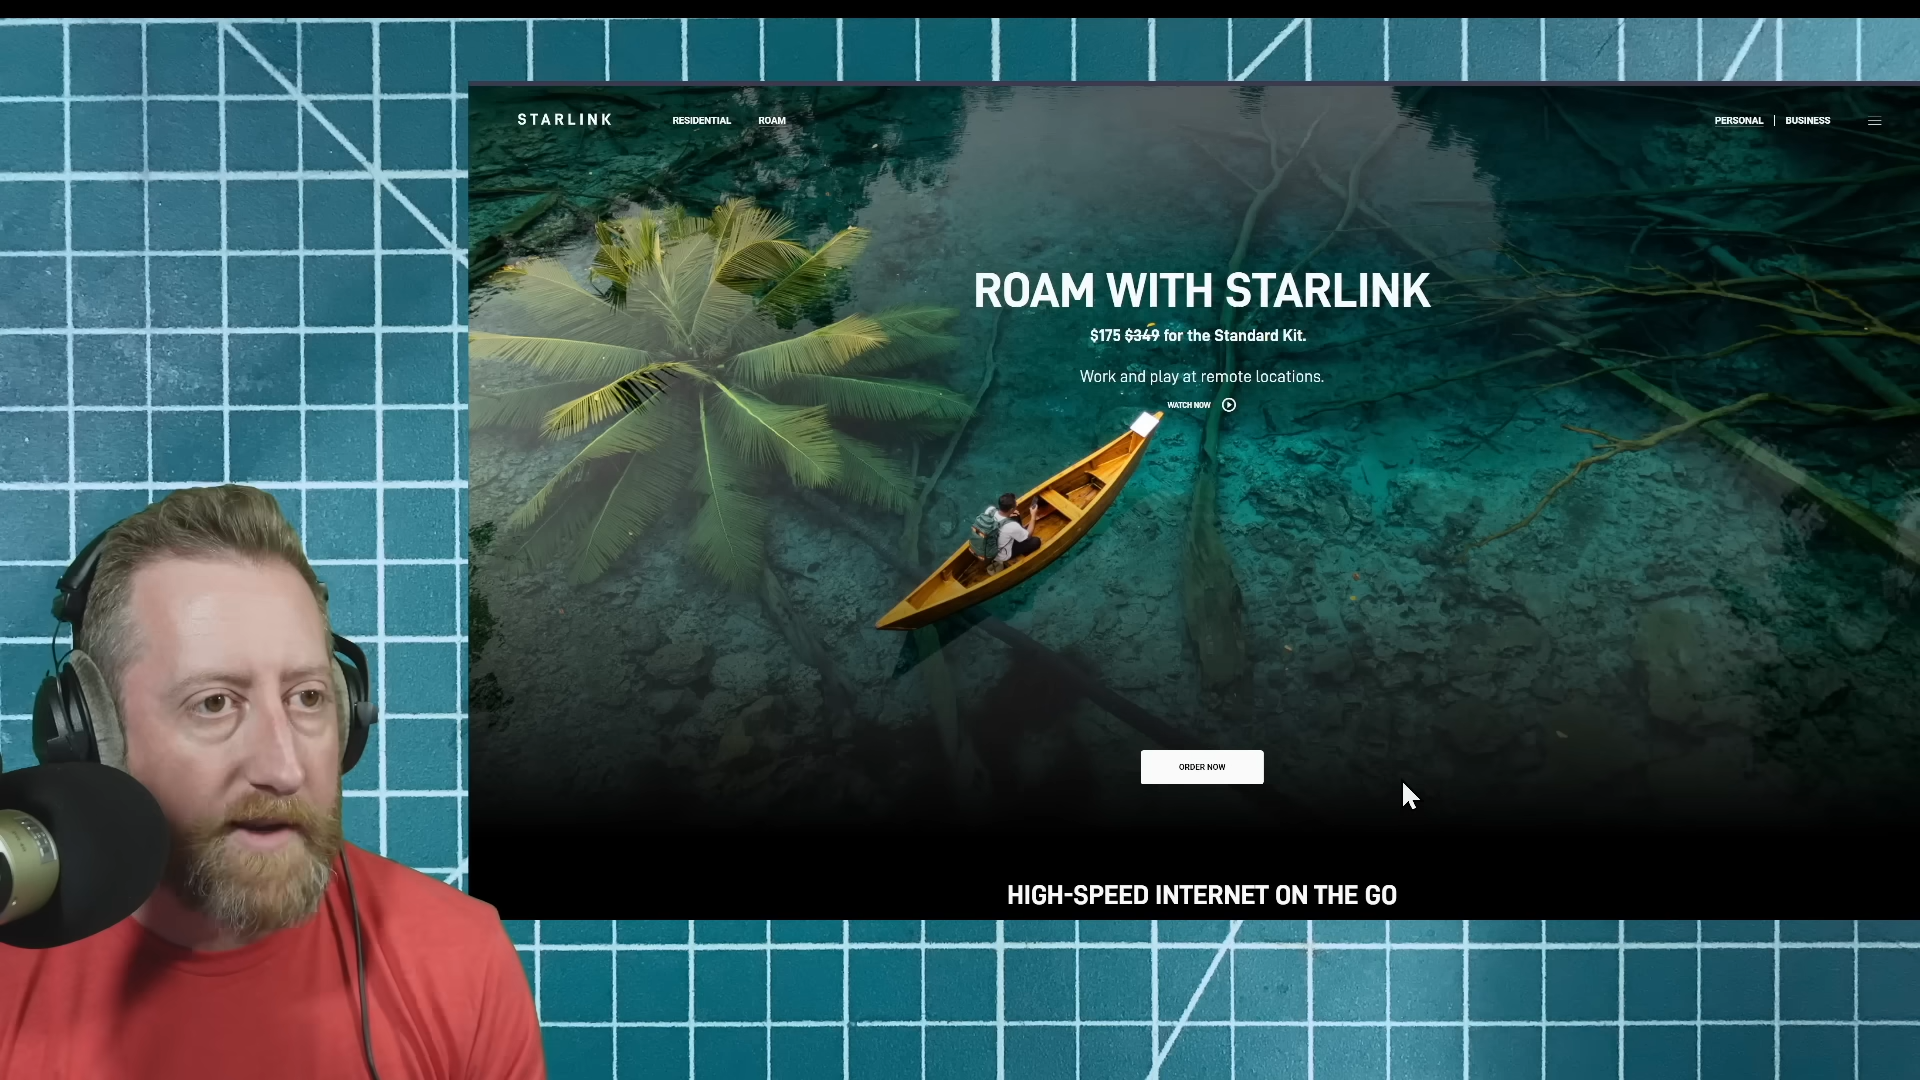 STARLINK
RESIDENTIAL
ROAM
PERSONAL | BUSINESS
ROAM WITH STARLINK
$175 $349 for the Standard Kit.
Work and play at remote locations.
WATCH NOW
ORDER NOW
HIGH-SPEED INTERNET ON THE GO